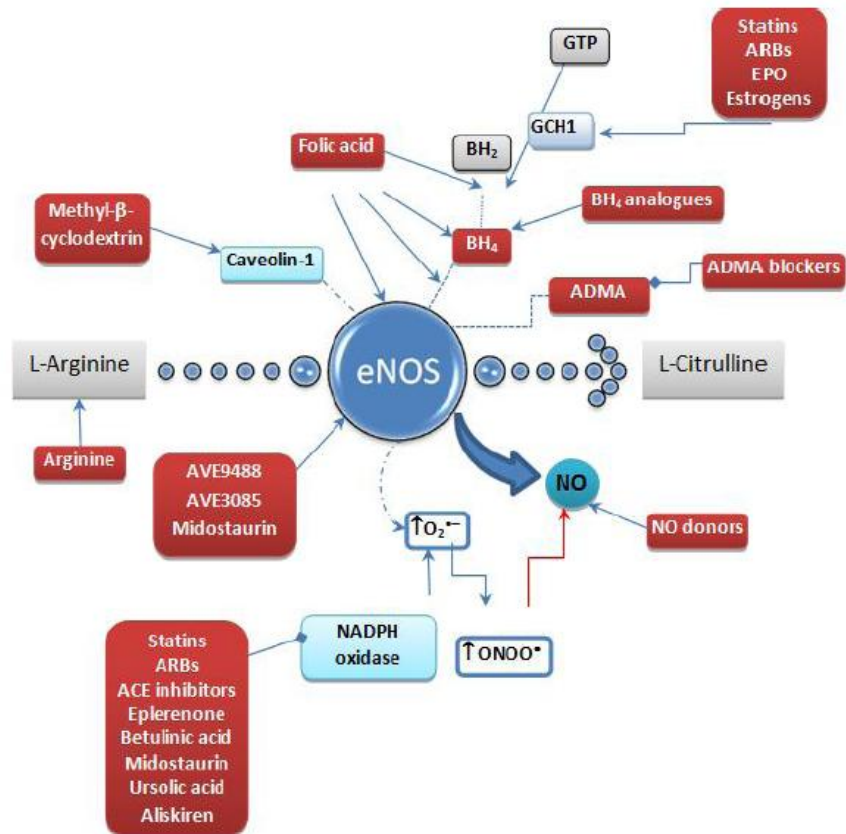 Statins
ARBs
EPO
Estrogens
GTP
GCH1
BH₂
Folic acid
BH₄ analogues
Methyl-β-
cyclodextrin
Caveolin-1
BH₄
ADMA blockers
ADMA
L-Arginine
eNOS
L-Citrulline
Arginine
AVE9488
AVE3085
Midostaurin
NO
NO donors
↑O₂•−
NADPH
oxidase
↑ONOO•
Statins
ARBs
ACE inhibitors
Eplerenone
Betulinic acid
Midostaurin
Ursolic acid
Aliskiren